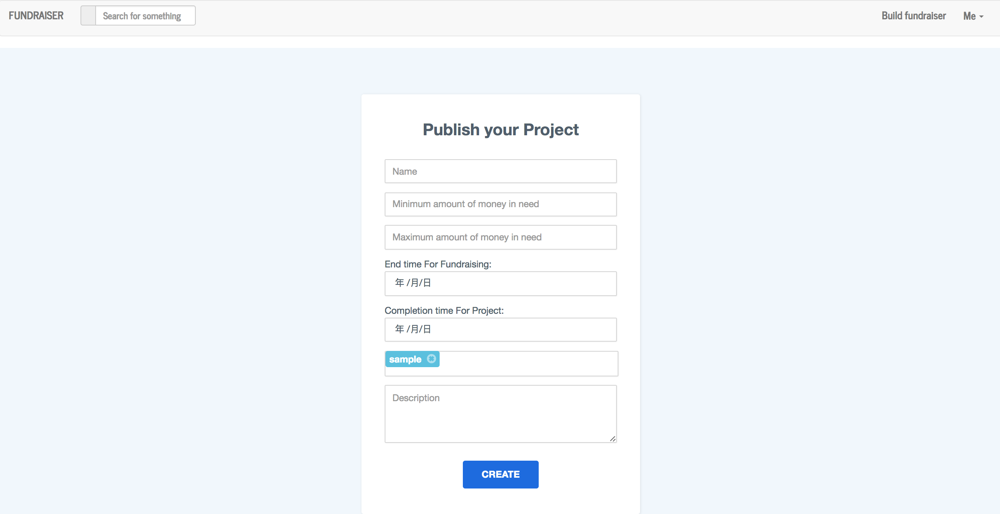 FUNDRAISER Search for something Build fundraiser Me
Publish your Project
Name
Minimum amount of money in need
Maximum amount of money in need
End time For Fundraising:
年 /月/日
Completion time For Project:
年 /月/日
sample
Description
CREATE